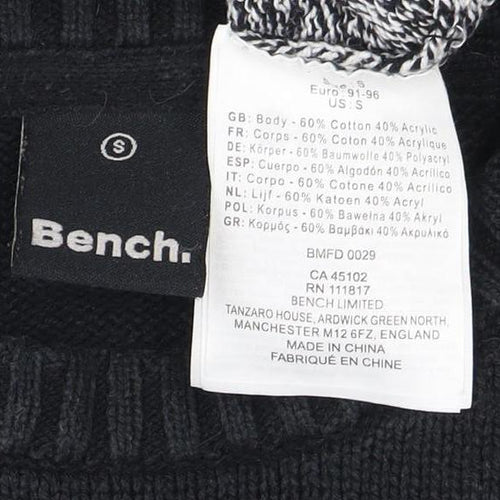 S
Bench.
Euro: 91-96
US: S
GB: Body - 60% Cotton 40% Acrylic
FR: Corps - 60% Coton 40% Acrylique
DE: Körper - 60% Baumwolle 40% Polyacryl
ESP: Cuerpo - 60% Algodón 40% Acrílico
IT: Corpo - 60% Cotone 40% Acrilico
NL: Lijf - 60% Katoen 40% Acryl
POL: Korpus - 60% Bawełna 40% Akryl
GR: Κορμός - 60% Βαμβάκι 40% Ακρυλικό
BMFD 0029
CA 45102
RN 111817
BENCH LIMITED
TANZARO HOUSE, ARDWICK GREEN NORTH,
MANCHESTER M12 6FZ, ENGLAND
MADE IN CHINA
FABRIQUÉ EN CHINE